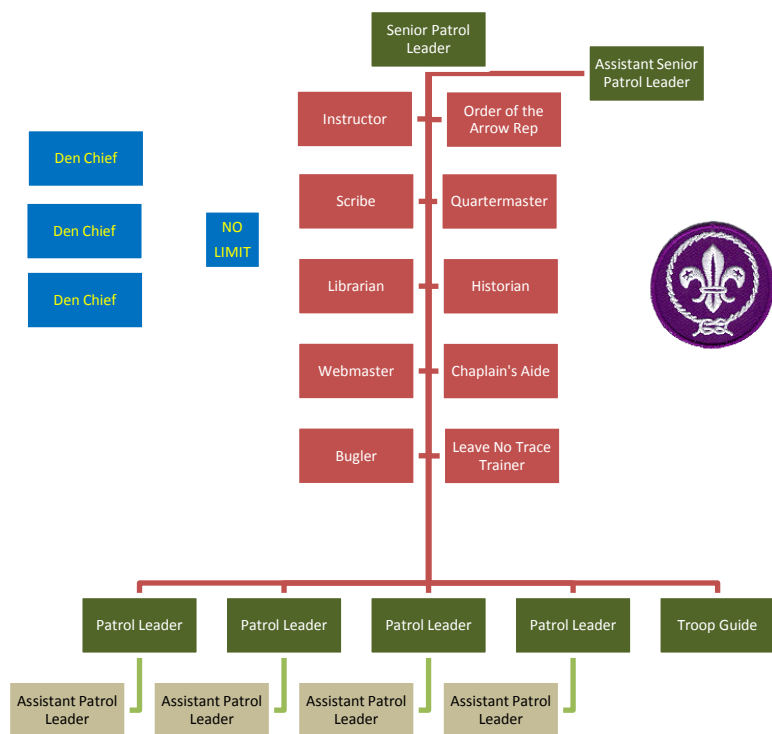 Senior Patrol
Leader
Assistant Senior
Patrol Leader
Instructor
Order of the
Arrow Rep
Den Chief
Scribe
Quartermaster
Den Chief
NO
LIMIT
Librarian
Historian
Den Chief
Webmaster
Chaplain's Aide
Bugler
Leave No Trace
Trainer
Patrol Leader
Patrol Leader
Patrol Leader
Patrol Leader
Troop Guide
Assistant Patrol
Leader
Assistant Patrol
Leader
Assistant Patrol
Leader
Assistant Patrol
Leader